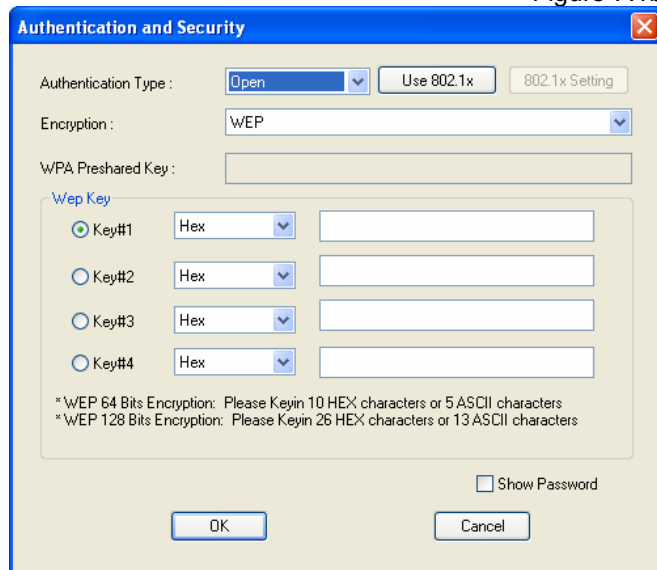 Authentication and Security
Authentication Type : Open Use 802.1x 802.1x Setting
Encryption : WEP
WPA Preshared Key :
Wep Key
Key#1 Hex
Key#2 Hex
Key#3 Hex
Key#4 Hex
* WEP 64 Bits Encryption: Please Keyin 10 HEX characters or 5 ASCII characters
* WEP 128 Bits Encryption: Please Keyin 26 HEX characters or 13 ASCII characters
Show Password
OK Cancel